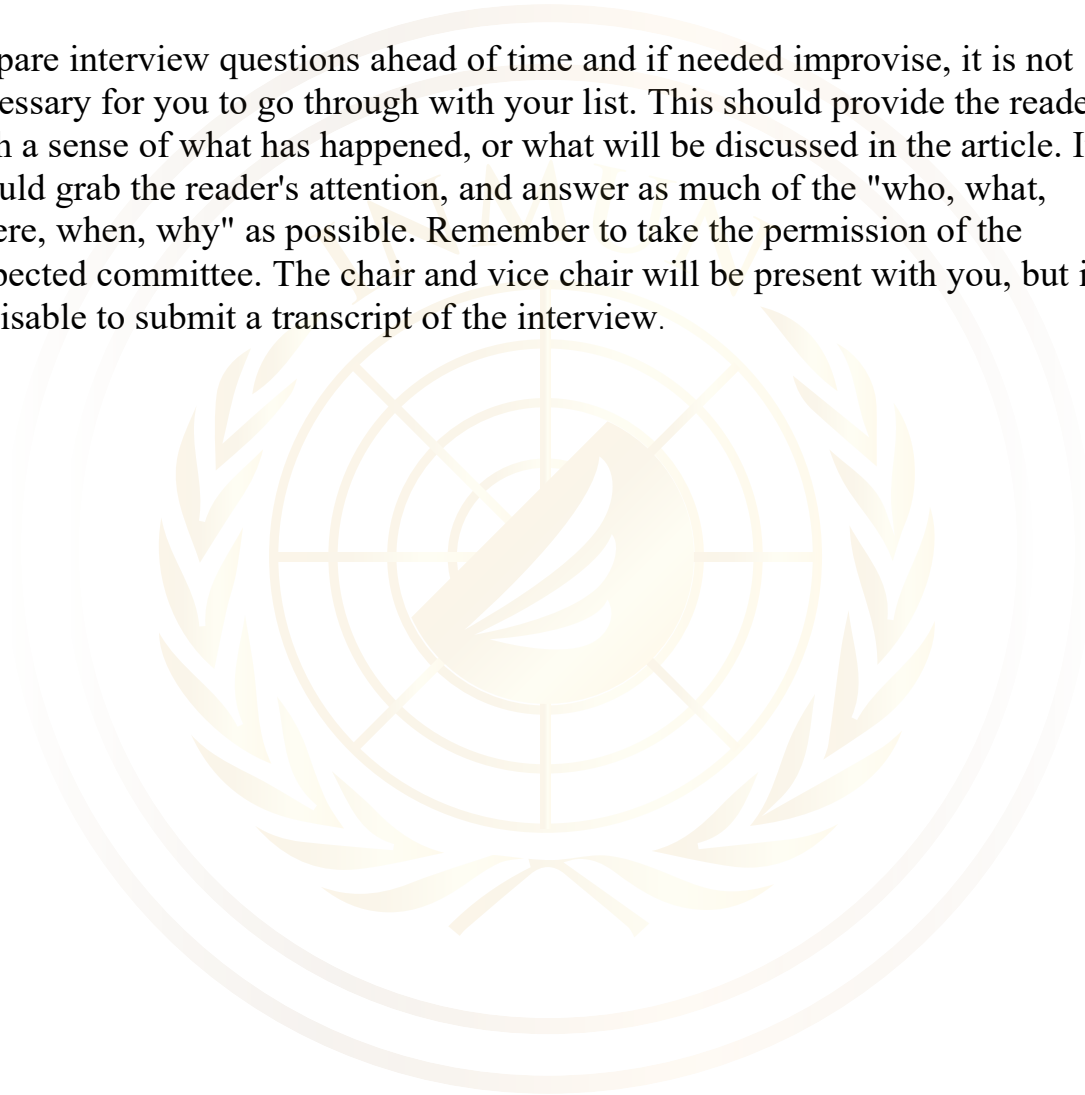 pare interview questions ahead of time and if needed improvise, it is not
essary for you to go through with your list. This should provide the reade
h a sense of what has happened, or what will be discussed in the article. I
uld grab the reader's attention, and answer as much of the "who, what,
ere, when, why" as possible. Remember to take the permission of the
pected committee. The chair and vice chair will be present with you, but i
isable to submit a transcript of the interview.